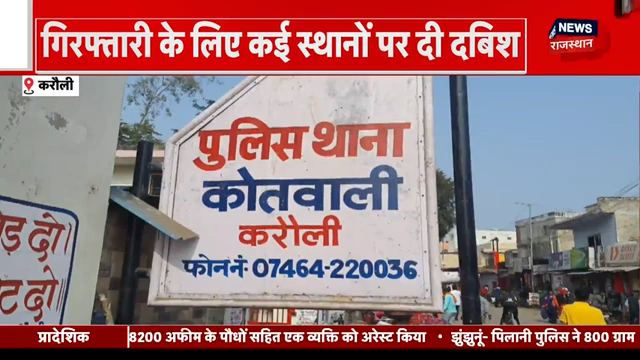 गिरफ्तारी के लिए कई स्थानों पर दी दबिश
NEWS
राजस्थान
करौली
पुलिस थाना
कोतवाली
करौली
फोन नं: 07464-220036
दो।
दो।
प्रादेशिक
8200 अफीम के पौधों सहित एक व्यक्ति को अरेस्ट किया • झुंझुनूं- पिलानी पुलिस ने 800 ग्राम